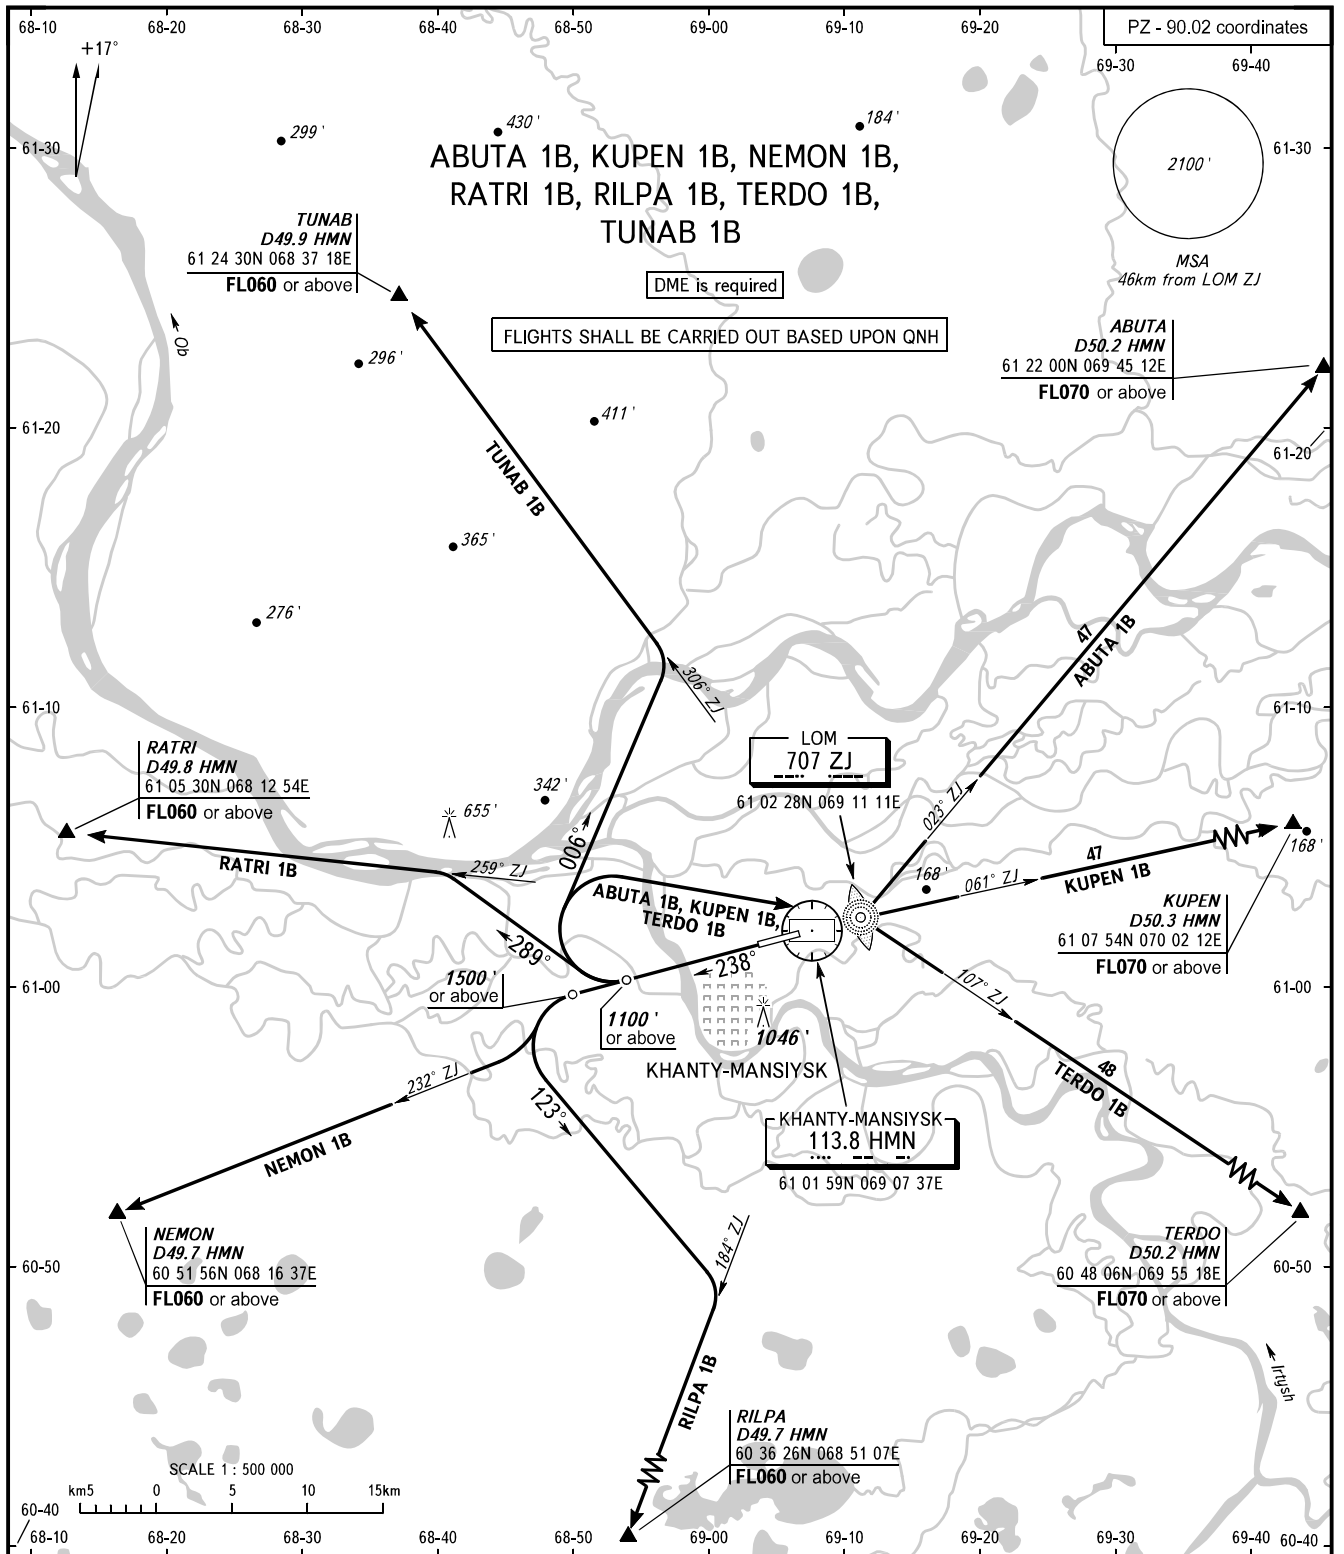 68-10
68-20
68-30
68-40
68-50
69-00
69-10
69-20
PZ - 90.02 coordinates
69-30
69-40
+17°
61-30
61-30
299'
430'
184'
ABUTA 1B, KUPEN 1B, NEMON 1B,
RATRI 1B, RILPA 1B, TERDO 1B,
TUNAB 1B
2100'
MSA
46km from LOM ZJ
TUNAB
D49.9 HMN
61 24 30N 068 37 18E
FL060 or above
DME is required
FLIGHTS SHALL BE CARRIED OUT BASED UPON QNH
Ob
296'
ABUTA
D50.2 HMN
61 22 00N 069 45 12E
FL070 or above
411'
61-20
61-20
TUNAB 1B
365'
276'
47
ABUTA 1B
306° ZJ
61-10
61-10
RATRI
D49.8 HMN
61 05 30N 068 12 54E
FL060 or above
LOM
707 ZJ
61 02 28N 069 11 11E
342'
655'
023° ZJ
006°
RATRI 1B
259° ZJ
168'
061° ZJ
47
KUPEN 1B
168'
ABUTA 1B, KUPEN 1B,
TERDO 1B
KUPEN
D50.3 HMN
61 07 54N 070 02 12E
FL070 or above
289°
238°
107° ZJ
61-00
61-00
1500'
or above
1100'
or above
1046'
KHANTY-MANSIYSK
48
TERDO 1B
232° ZJ
123°
NEMON 1B
KHANTY-MANSIYSK
113.8 HMN
61 01 59N 069 07 37E
184° ZJ
NEMON
D49.7 HMN
60 51 56N 068 16 37E
FL060 or above
TERDO
D50.2 HMN
60 48 06N 069 55 18E
FL070 or above
60-50
60-50
RILPA 1B
Irtysh
RILPA
D49.7 HMN
60 36 26N 068 51 07E
FL060 or above
SCALE 1 : 500 000
km5
0
5
10
15km
60-40
68-10
68-20
68-30
68-40
68-50
69-00
69-10
69-20
69-30
69-40
60-40